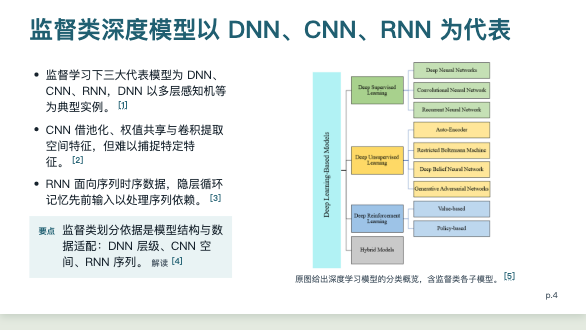 监督类深度模型以 DNN、CNN、RNN 为代表
• 监督学习下三大代表模型为 DNN、
CNN、RNN，DNN 以多层感知机等
为典型实例。 [1]
• CNN 借池化、权值共享与卷积提取
空间特征，但难以捕捉特定特
征。 [2]
• RNN 面向序列时序数据，隐层循环
记忆先前输入以处理序列依赖。 [3]
要点 监督类划分依据是模型结构与数
据适配：DNN 层级、CNN 空
间、RNN 序列。 解读 [4]
Deep Learning-Based Models
Deep Supervised
Learning
Deep Neural Networks
Convolutional Neural Network
Recurrent Neural Network
Deep Unsupervised
Learning
Auto-Encoder
Restricted Boltzmann Machine
Deep Belief Neural Network
Generative Adversarial Networks
Deep Reinforcement
Learning
Value-based
Policy-based
Hybrid Models
原图给出深度学习模型的分类概览，含监督类各子模型。 [5]
p.4